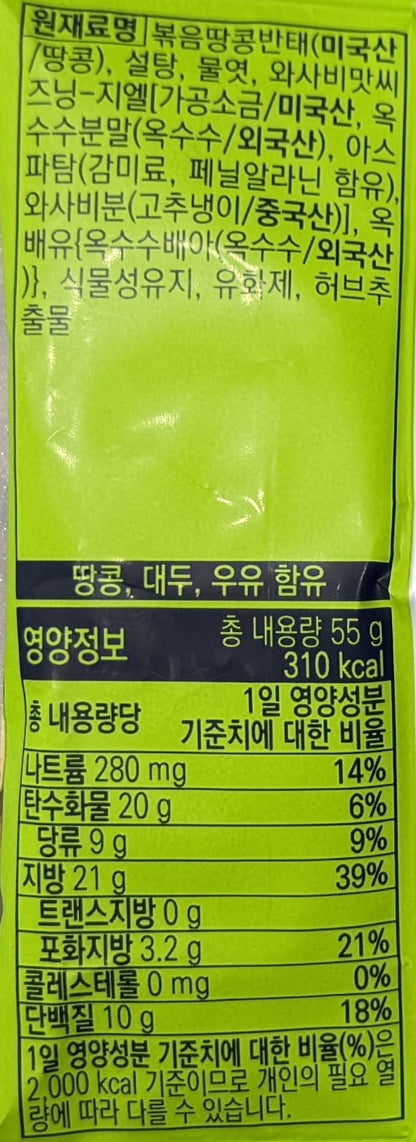 원재료명 볶음땅콩반태(미국산
/땅콩), 설탕, 물엿, 와사비맛씨
즈닝-지엘[가공소금/미국산, 옥
수수분말(옥수수/외국산), 아스
파탐(감미료, 페닐알라닌 함유),
와사비분(고추냉이/중국산)], 옥
배유{옥수수배아(옥수수/외국산
)}, 식물성유지, 유화제, 허브추
출물
땅콩, 대두, 우유 함유
영양정보 총 내용량 55 g
310 kcal
총 내용량당 1일 영양성분
기준치에 대한 비율
나트륨 280 mg 14%
탄수화물 20 g 6%
당류 9 g 9%
지방 21 g 39%
트랜스지방 0 g
포화지방 3.2 g 21%
콜레스테롤 0 mg 0%
단백질 10 g 18%
1일 영양성분 기준치에 대한 비율(%)은
2,000 kcal 기준이므로 개인의 필요 열
량에 따라 다를 수 있습니다.